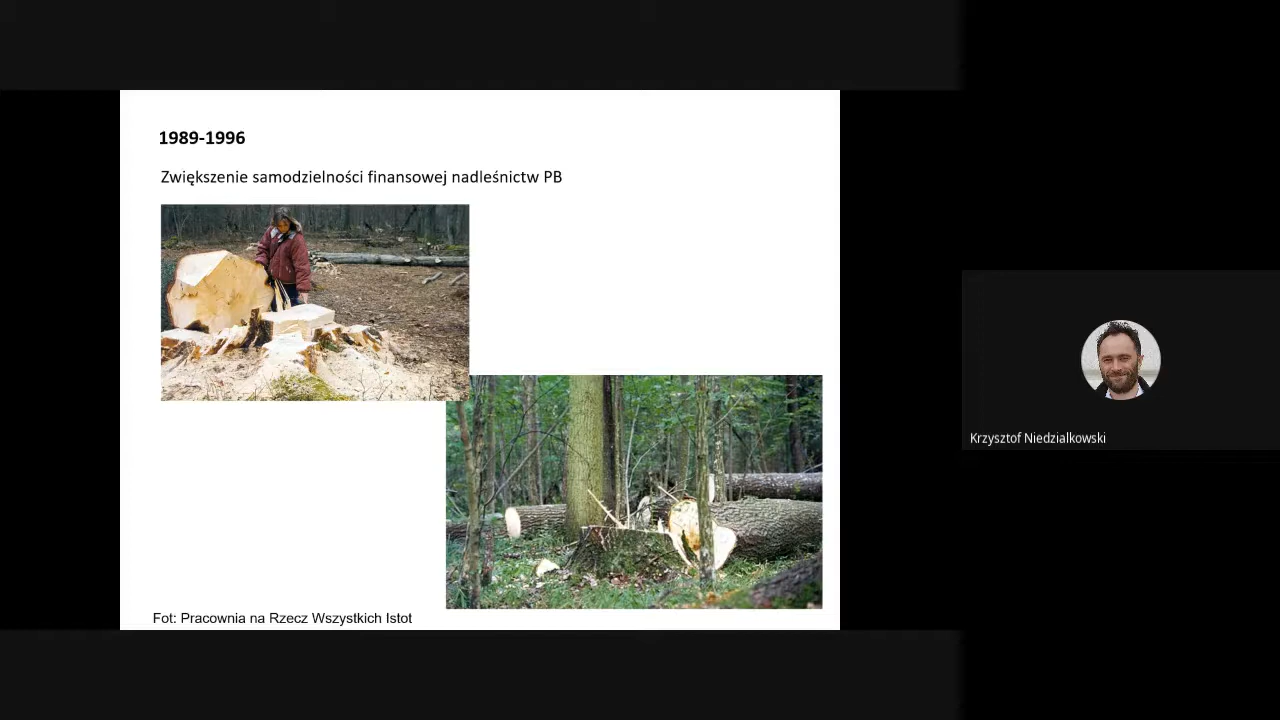 1989-1996
Zwiększenie samodzielności finansowej nadleśnictw PB
Fot: Pracownia na Rzecz Wszystkich Istot
Krzysztof Niedzialkowski